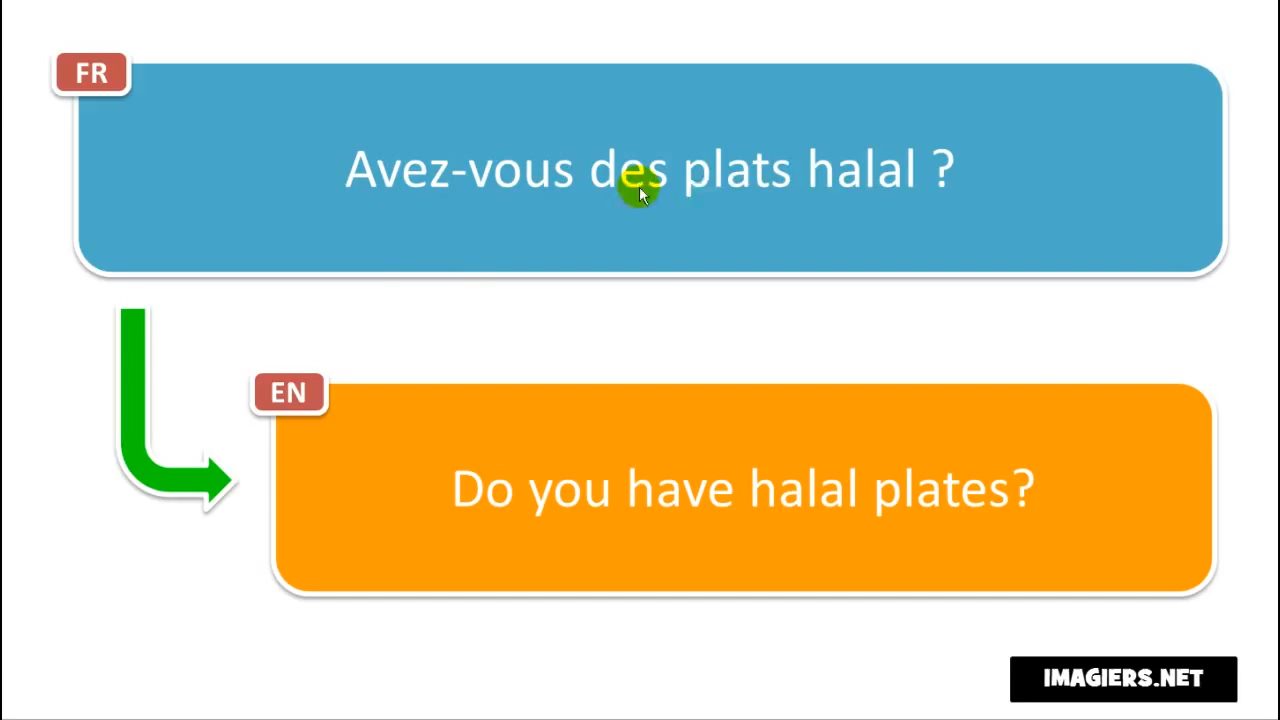 FR
Avez-vous des plats halal ?
EN
Do you have halal plates?
IMAGIERS.NET